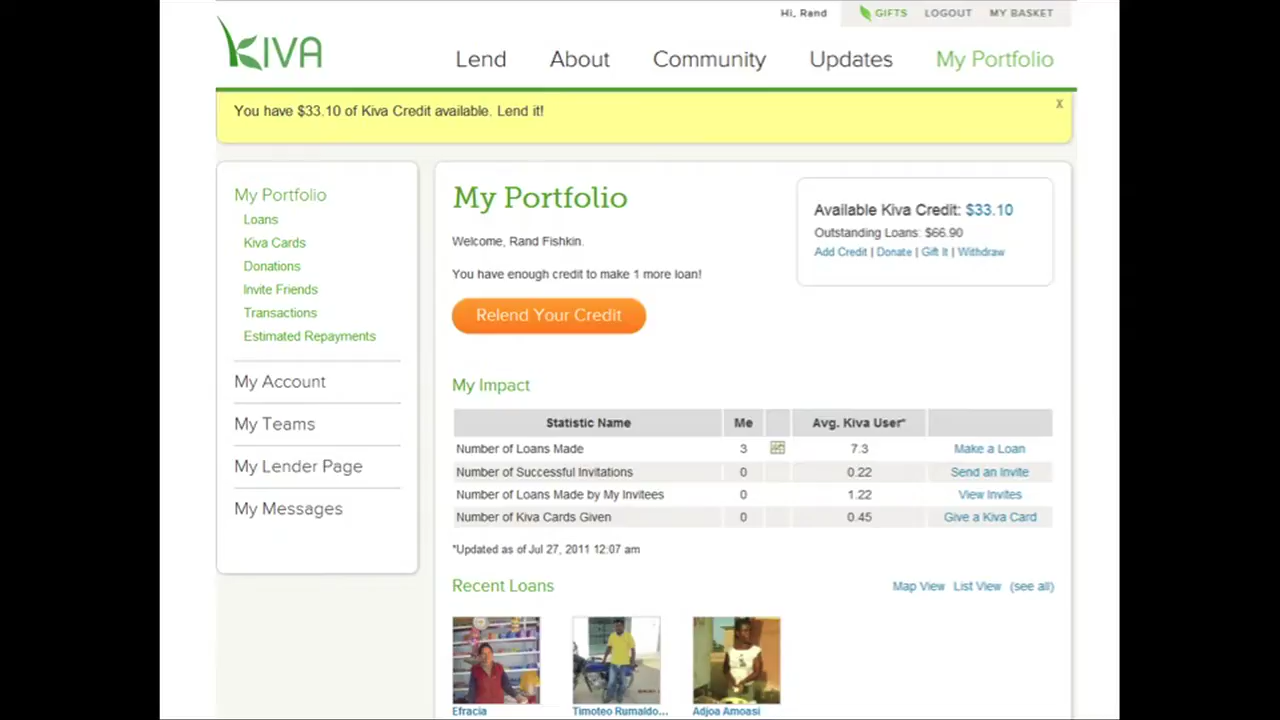 Hi, Rand
GIFTS LOGOUT MY BASKET
KIVA
Lend About Community Updates My Portfolio
You have $33.10 of Kiva Credit available. Lend it!
X
My Portfolio
Loans
Kiva Cards
Donations
Invite Friends
Transactions
Estimated Repayments
My Account
My Teams
My Lender Page
My Messages
My Portfolio
Welcome, Rand Fishkin.
You have enough credit to make 1 more loan!
Relend Your Credit
Available Kiva Credit: $33.10
Outstanding Loans: $66.90
Add Credit | Donate | Gift It | Withdraw
My Impact
Statistic Name Me Avg. Kiva User*
Number of Loans Made 3 7.3 Make a Loan
Number of Successful Invitations 0 0.22 Send an Invite
Number of Loans Made by My Invitees 0 1.22 View Invites
Number of Kiva Cards Given 0 0.45 Give a Kiva Card
*Updated as of Jul 27, 2011 12:07 am
Recent Loans
Map View List View (see all)
Efracia Timoteo Rumaldo... Adjoa Amoasi